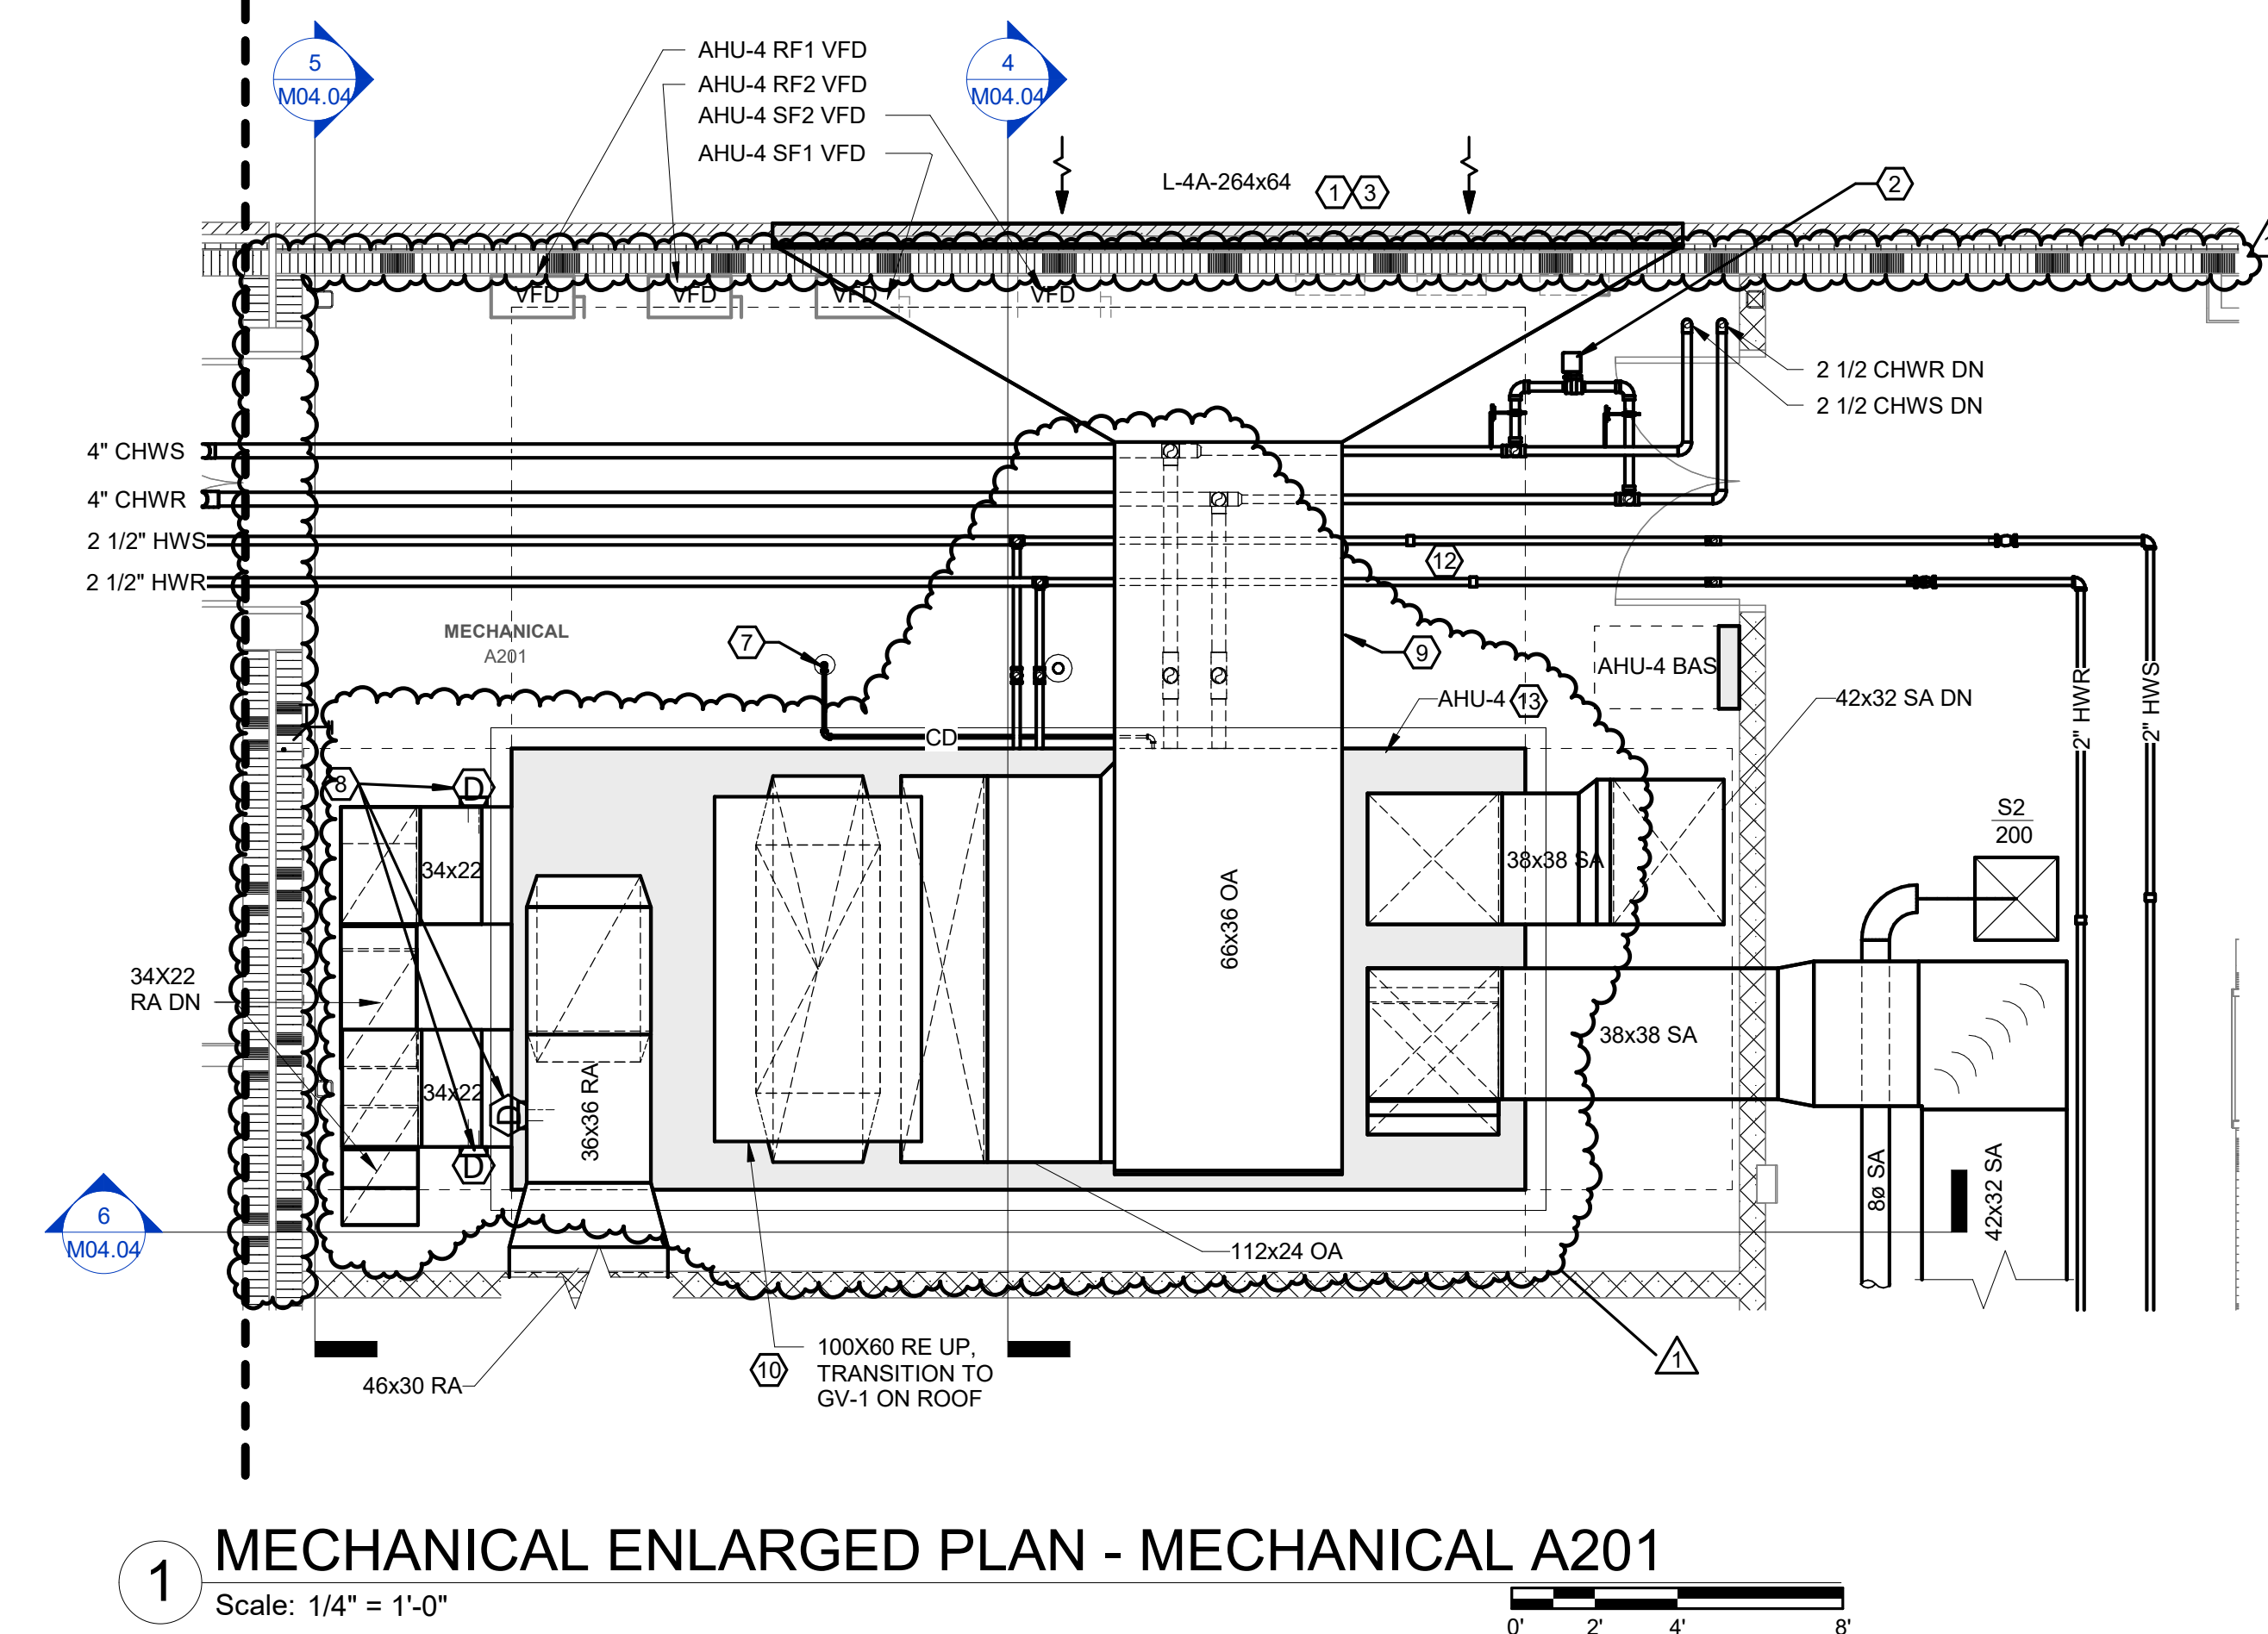 5
M04.04
AHU-4 RF1 VFD
AHU-4 RF2 VFD
AHU-4 SF2 VFD
AHU-4 SF1 VFD
4
M04.04
L-4A-264x64
1
3
2
VFD
VFD
VFD
VFD
2 1/2 CHWR DN
2 1/2 CHWS DN
4" CHWS
4" CHWR
2 1/2" HWS
2 1/2" HWR
12
MECHANICAL
A201
7
9
AHU-4 BAS
AHU-4
13
42x32 SA DN
2" HWR
2" HWS
CD
8
D
34x22
38x38 SA
S2
200
66x36 OA
34X22
RA DN
38x38 SA
34x22
D
36x36 RA
D
8ø SA
42x32 SA
6
M04.04
112x24 OA
46x30 RA
10
100X60 RE UP,
TRANSITION TO
GV-1 ON ROOF
1
1
MECHANICAL ENLARGED PLAN - MECHANICAL A201
Scale: 1/4" = 1'-0"
0'
2'
4'
8'